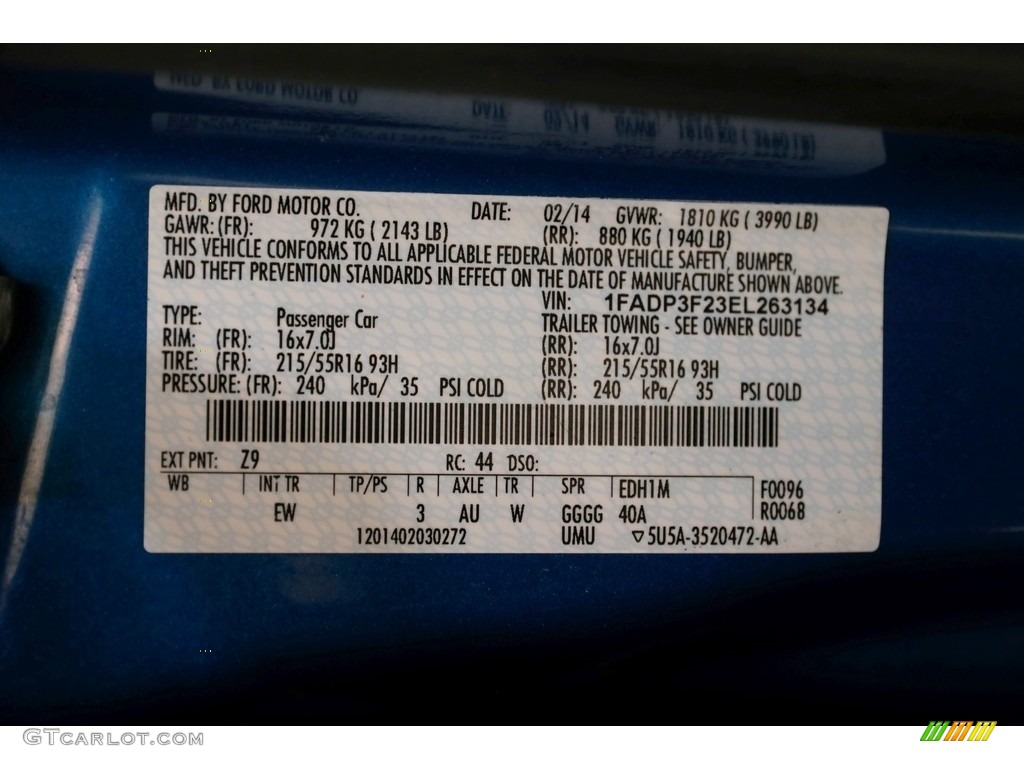 MFD. BY FORD MOTOR CO. DATE: 02/14 GVWR: 1810 KG ( 3990 LB)
GAWR: (FR): 972 KG ( 2143 LB) (RR): 880 KG ( 1940 LB)
THIS VEHICLE CONFORMS TO ALL APPLICABLE FEDERAL MOTOR VEHICLE SAFETY, BUMPER,
AND THEFT PREVENTION STANDARDS IN EFFECT ON THE DATE OF MANUFACTURE SHOWN ABOVE.
VIN: 1FADP3F23EL263134
TYPE: Passenger Car TRAILER TOWING - SEE OWNER GUIDE
RIM: (FR): 16x7.0J (RR): 16x7.0J
TIRE: (FR): 215/55R16 93H (RR): 215/55R16 93H
PRESSURE: (FR): 240 kPa/ 35 PSI COLD (RR): 240 kPa/ 35 PSI COLD
EXT PNT: Z9 RC: 44 DSO:
WB INT TR TP/PS R AXLE TR SPR EDH1M F0096
EW 3 AU W GGGG 40A R0068
1201402030272 UMU ▽5U5A-3520472-AA
GTCARLOT.COM